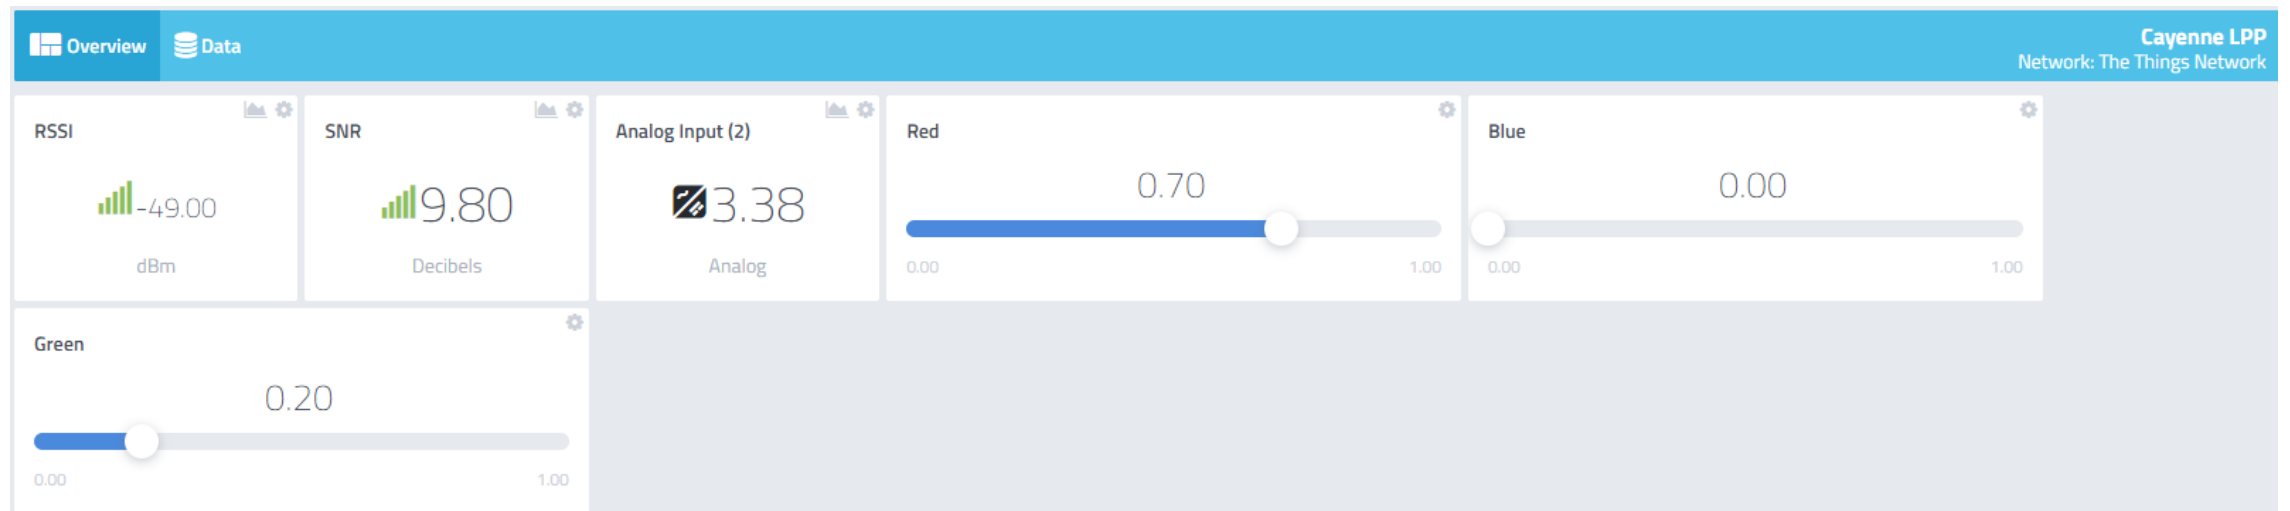 Overview
Data
Cayenne LPP
Network: The Things Network
RSSI
-49.00
dBm
SNR
9.80
Decibels
Analog Input (2)
3.38
Analog
Red
0.70
0.00 1.00
Blue
0.00
0.00 1.00
Green
0.20
0.00 1.00